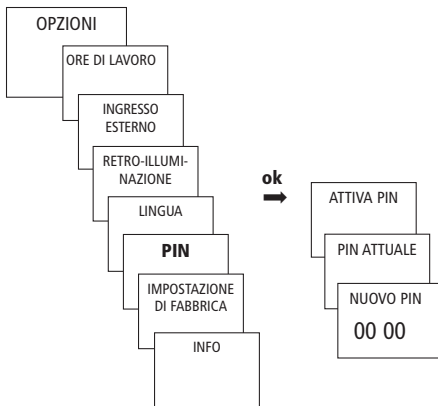 OPZIONI
ORE DI LAVORO
INGRESSO
ESTERNO
RETRO-ILLUMI-
NAZIONE
LINGUA
PIN
IMPOSTAZIONE
DI FABBRICA
INFO
ok
ATTIVA PIN
PIN ATTUALE
NUOVO PIN
00 00